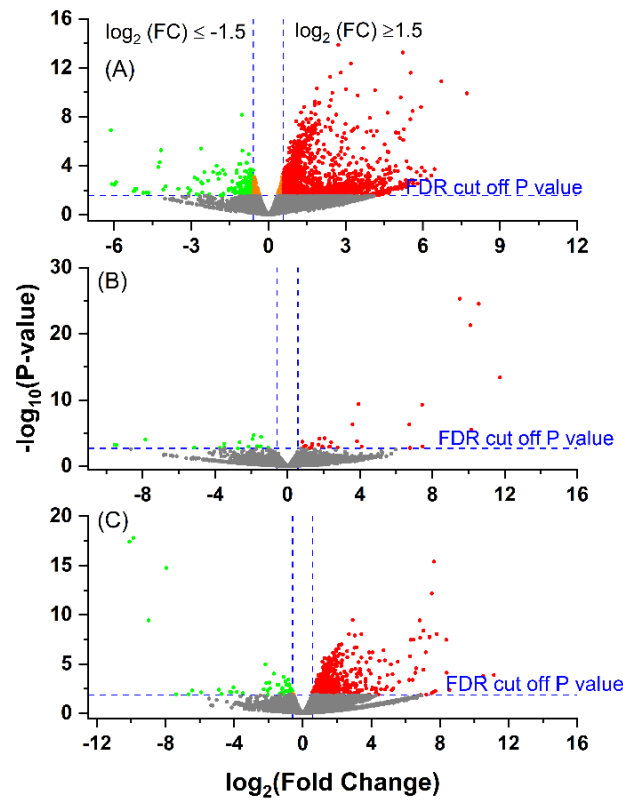 16
log₂ (FC) ≤ -1.5 log₂ (FC) ≥1.5
(A)
12
8
4
FDR cut off P value
0
-6 -3 0 3 6 9 12
30
(B)
20
-log₁₀(P-value)
10
FDR cut off P value
0
-8 -4 0 4 8 12 16
20
(C)
15
10
5
FDR cut off P value
0
-12 -8 -4 0 4 8 12 16
log₂(Fold Change)